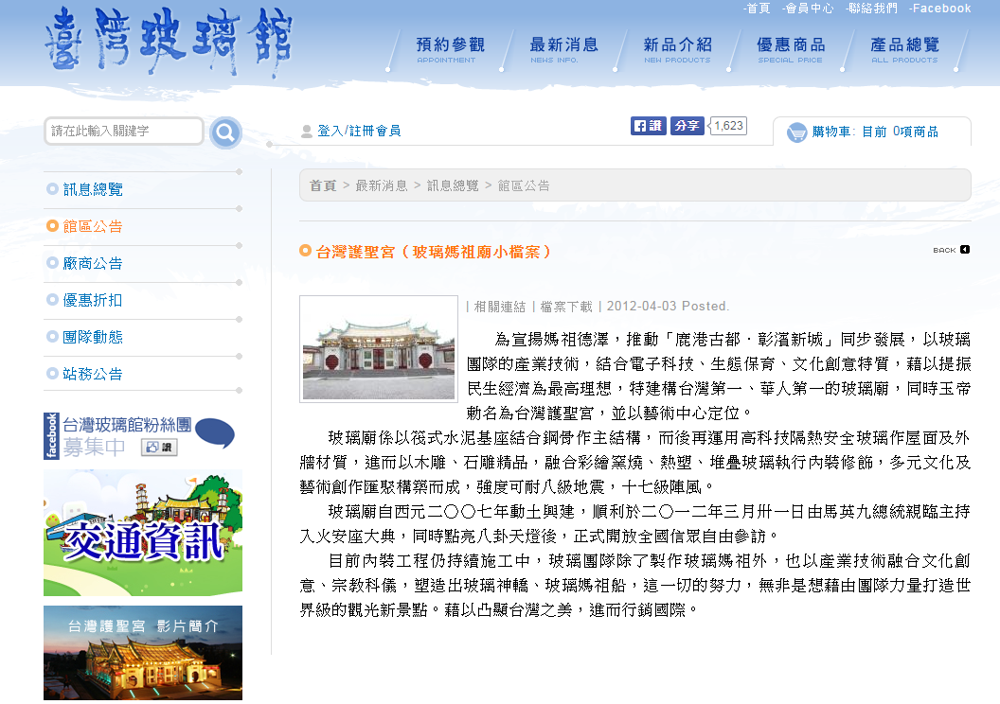 -首頁 -會員中心 -聯絡我們 -Facebook
臺灣玻璃館
預約參觀 最新消息 新品介紹 優惠商品 產品總覽
APPOINTMENT NEWS INFO. NEW PRODUCTS SPECIAL PRICE ALL PRODUCTS
請在此輸入關鍵字
登入/註冊會員
讚 分享 1,623
購物車: 目前 0項商品
訊息總覽
館區公告
廠商公告
優惠折扣
團隊動態
站務公告
facebook
台灣玻璃館粉絲團
募集中 讚
交通資訊
台灣護聖宮 影片簡介
首頁 > 最新消息 > 訊息總覽 > 館區公告
台灣護聖宮（玻璃媽祖廟小檔案）
BACK
| 相關連結 | 檔案下載 | 2012-04-03 Posted.
為宣揚媽祖德澤，推動「鹿港古都．彰濱新城」同步發展，以玻璃
團隊的產業技術，結合電子科技、生態保育、文化創意特質，藉以提振
民生經濟為最高理想，特建構台灣第一、華人第一的玻璃廟，同時玉帝
勅名為台灣護聖宮，並以藝術中心定位。
玻璃廟係以筏式水泥基座結合鋼骨作主結構，而後再運用高科技隔熱安全玻璃作屋面及外
牆材質，進而以木雕、石雕精品，融合彩繪窯燒、熱塑、堆疊玻璃執行內裝修飾，多元文化及
藝術創作匯駁構築而成，強度可耐八級地震，十七級陣風。
玻璃廟自西元二〇〇七年動土興建，順利於二〇一二年三月卅一日由馬英九總統親臨主持
入火安座大典，同時點亮八卦天燈後，正式開放全國信眾自由參訪。
目前內裝工程仍持續施工中，玻璃團隊除了製作玻璃媽祖外，也以產業技術融合文化創
意、宗教科儀，塑造出玻璃神轎、玻璃媽祖船，這一切的努力，無非是想藉由團隊力量打造世
界級的觀光新景點。藉以凸顯台灣之美，進而行銷國際。